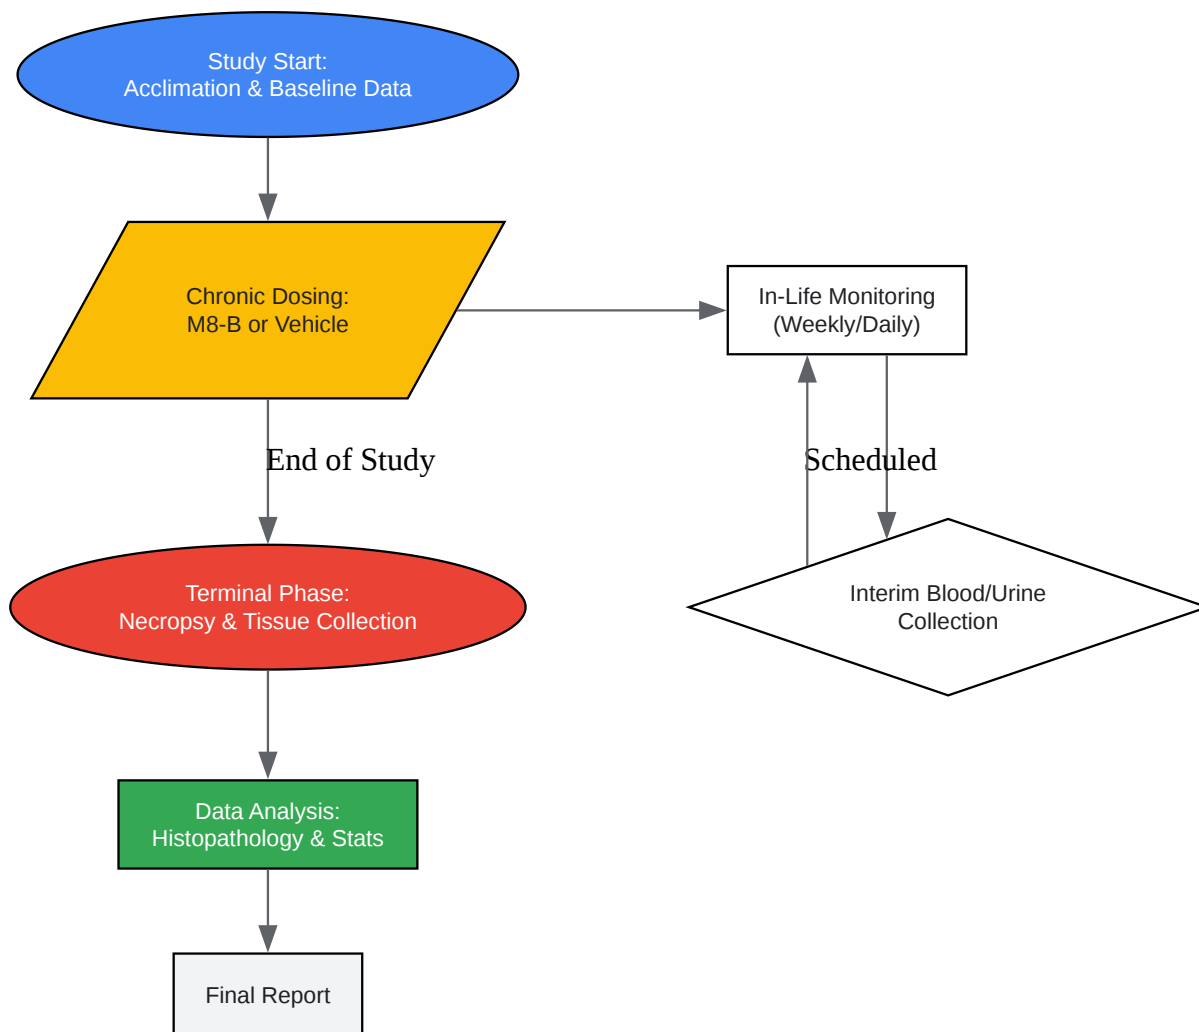 Study Start:
Acclimation & Baseline Data
Chronic Dosing:
M8-B or Vehicle
In-Life Monitoring
(Weekly/Daily)
End of Study
Scheduled
Terminal Phase:
Necropsy & Tissue Collection
Interim Blood/Urine
Collection
Data Analysis:
Histopathology & Stats
Final Report